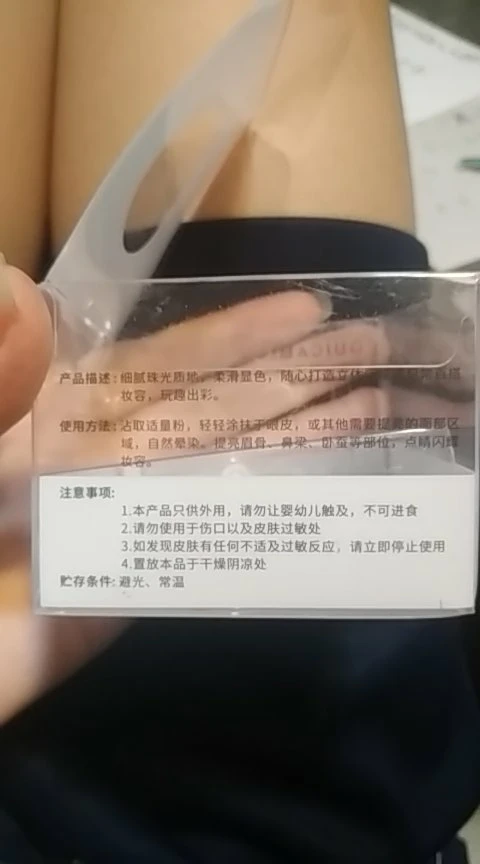 产品描述：细腻珠光质地，柔滑显色，随心打造立体
妆容，玩趣出彩。
使用方法：沾取适量粉，轻轻涂抹于眼皮，或其他需要提亮的面部区
域，自然晕染。提亮眉骨、鼻梁、卧蚕等部位，点睛闪耀
妆容。
注意事项:
1.本产品只供外用，请勿让婴幼儿触及，不可进食
2.请勿使用于伤口以及皮肤过敏处
3.如发现皮肤有任何不适及过敏反应，请立即停止使用
4.置放本品于干燥阴凉处
贮存条件: 避光、常温